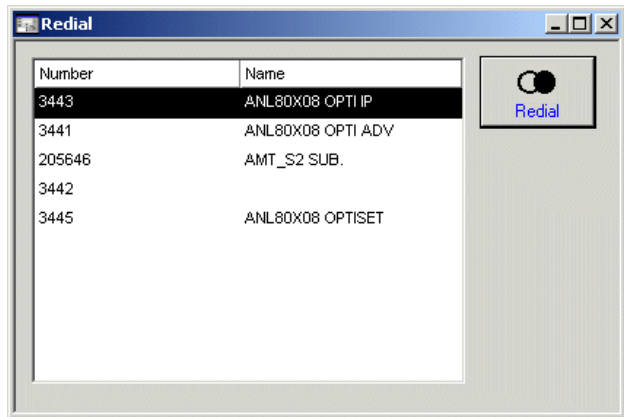 Redial
Number Name
3443 ANL80X08 OPTI IP
Redial
3441 ANL80X08 OPTI ADV
205646 AMT_S2 SUB.
3442
3445 ANL80X08 OPTISET